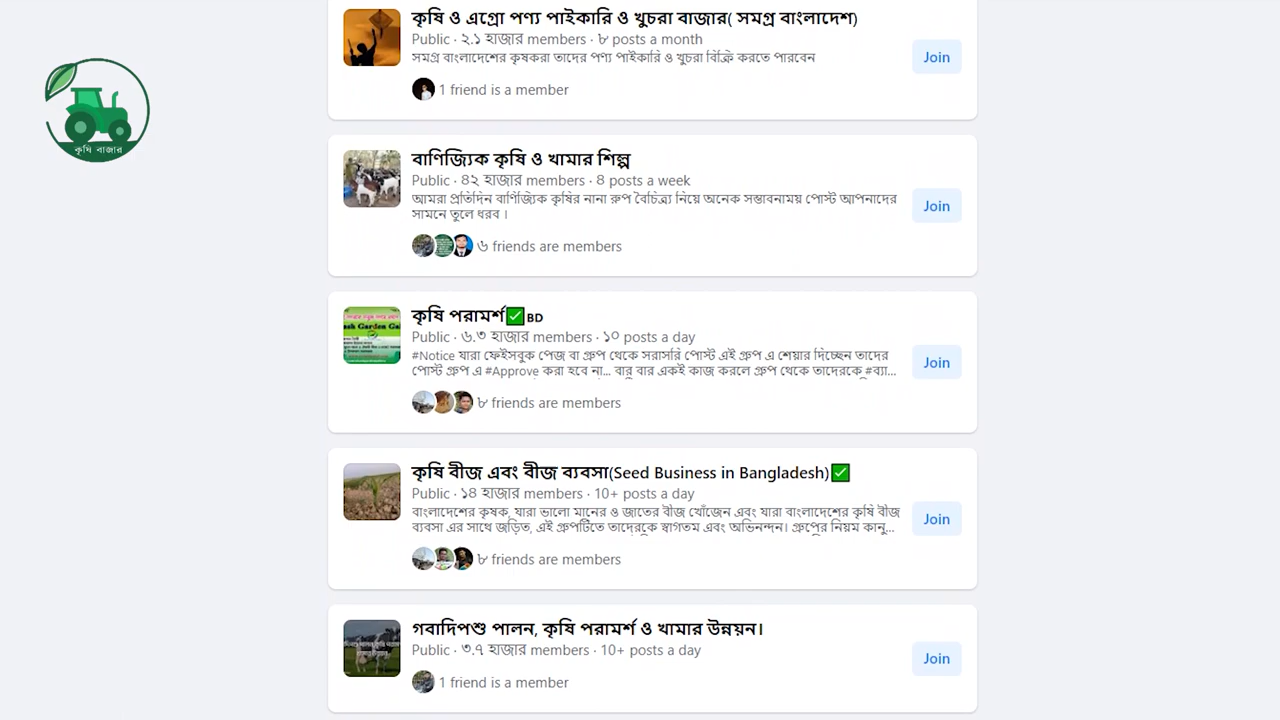 কৃষি ও এগ্রো পণ্য পাইকারি ও খুচরা বাজার( সমগ্র বাংলাদেশ)
Public · ২.১ হাজার members · ৮ posts a month
সমগ্র বাংলাদেশের কৃষকরা তাদের পণ্য পাইকারি ও খুচরা বিক্রি করতে পারবেন
Join
1 friend is a member
কৃষি বাজার
বাণিজ্যিক কৃষি ও খামার শিল্প
Public · ৪২ হাজার members · 8 posts a week
আমরা প্রতিদিন বাণিজ্যিক কৃষির নানা রুপ বৈচিত্র্য নিয়ে অনেক সম্ভাবনাময় পোস্ট আপনাদের
সামনে তুলে ধরব ।
Join
৬ friends are members
কৃষি পরামর্শ✅ BD
Public · ৬.৩ হাজার members · ১০ posts a day
#Notice যারা ফেইসবুক পেজ বা গ্রুপ থেকে সরাসরি পোস্ট এই গ্রুপ এ শেয়ার দিচ্ছেন তাদের
পোস্ট গ্রুপ এ #Approve করা হবে না... বার বার একই কাজ করলে গ্রুপ থেকে তাদেরকে #ব্যা...
Join
৮ friends are members
কৃষি বীজ এবং বীজ ব্যবসা(Seed Business in Bangladesh)✅
Public · ১৪ হাজার members · 10+ posts a day
বাংলাদেশের কৃষক, যারা ভালো মানের ও জাতের বীজ খোঁজেন এবং যারা বাংলাদেশের কৃষি বীজ
ব্যবসা এর সাথে জড়িত, এই গ্রুপটিতে তাদেরকে স্বাগতম এবং অভিনন্দন। গ্রুপের নিয়ম কানু...
Join
৮ friends are members
গবাদিপশু পালন, কৃষি পরামর্শ ও খামার উন্নয়ন।
Public · ৩.৭ হাজার members · 10+ posts a day
Join
1 friend is a member